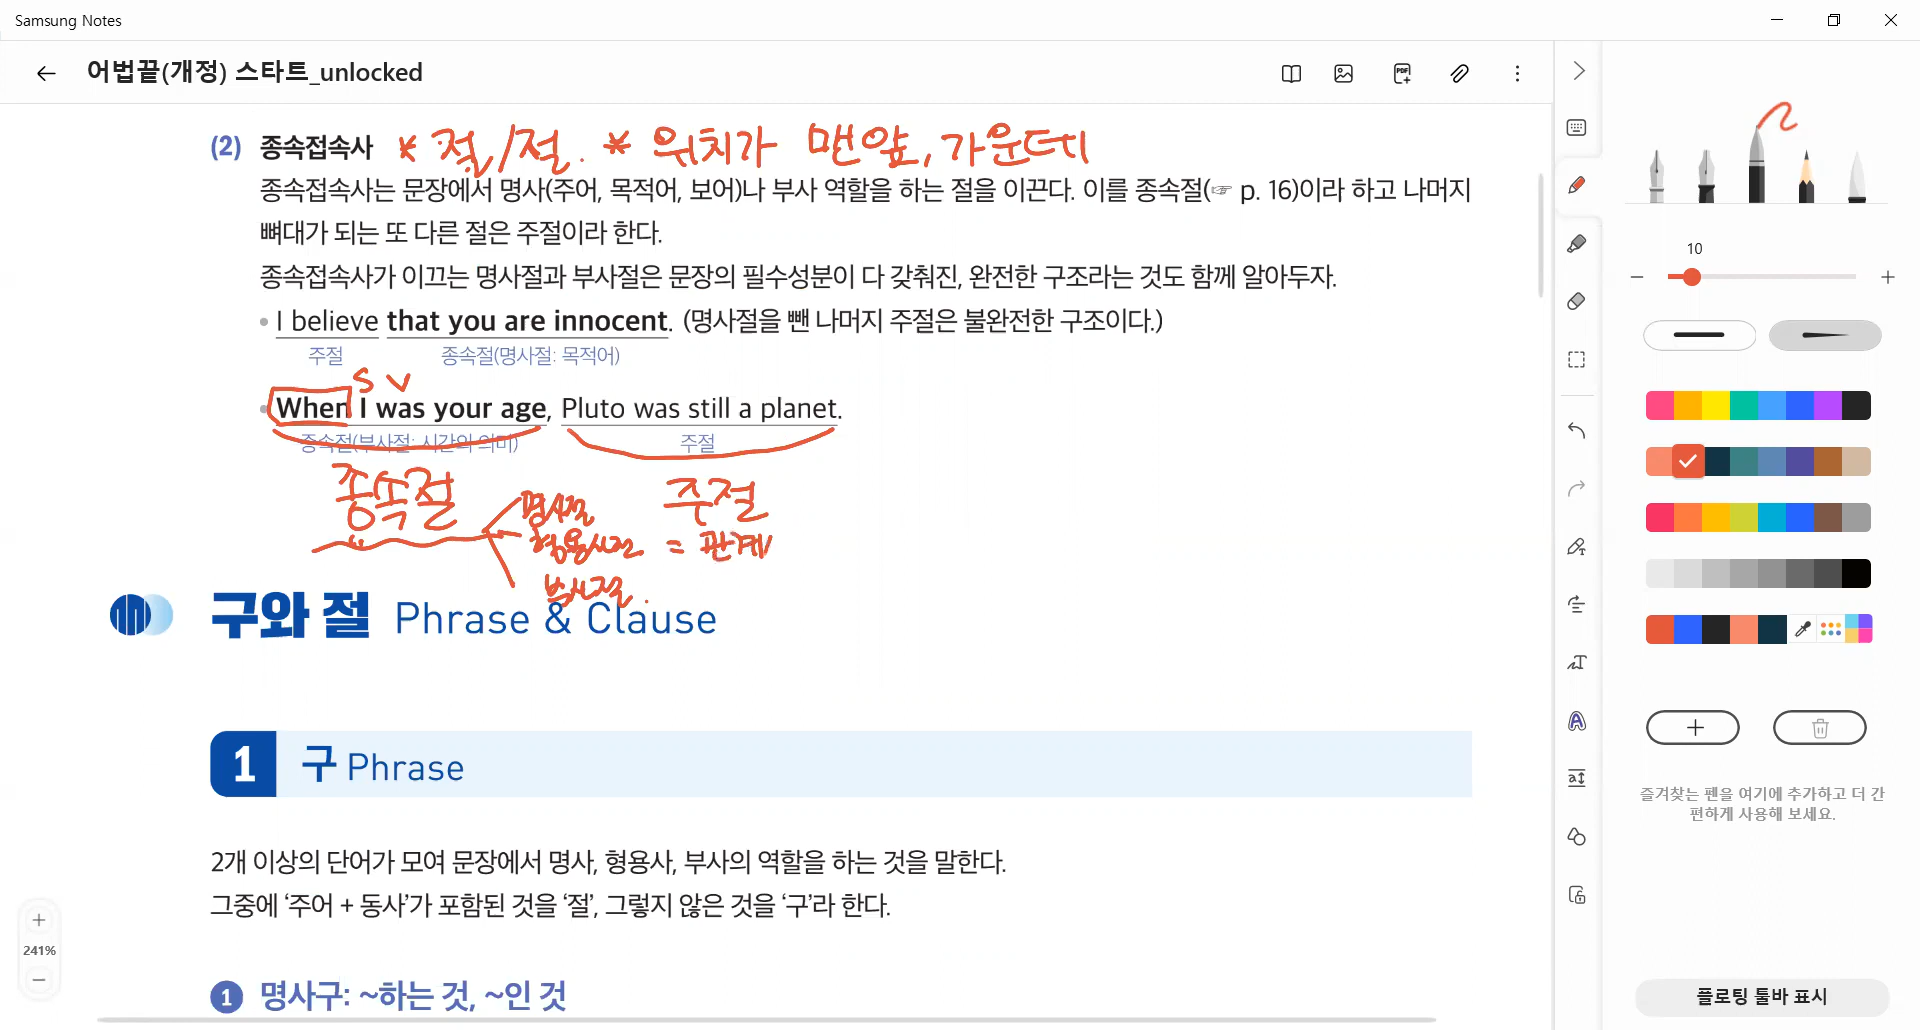 Samsung Notes
어법끝(개정) 스타트_unlocked
(2) 종속접속사 * 절/절. * 위치가 맨앞, 가운데
종속접속사는 문장에서 명사(주어, 목적어, 보어)나 부사 역할을 하는 절을 이끈다. 이를 종속절(☞ p. 16)이라 하고 나머지
뼈대가 되는 또 다른 절은 주절이라 한다.
종속접속사가 이끄는 명사절과 부사절은 문장의 필수성분이 다 갖춰진, 완전한 구조라는 것도 함께 알아두자.
• I believe that you are innocent. (명사절을 뺀 나머지 주절은 불완전한 구조이다.)
주절 종속절(명사절: 목적어)
S V
• When I was your age, Pluto was still a planet.
종속절(부사절: 시간의 의미) 주절
종속절 주절
명사절
형용사절 = 관계
부사절.
구와 절 Phrase & Clause
1 구 Phrase
2개 이상의 단어가 모여 문장에서 명사, 형용사, 부사의 역할을 하는 것을 말한다.
그중에 ‘주어 + 동사’가 포함된 것을 ‘절’, 그렇지 않은 것을 ‘구’라 한다.
1 명사구: ~하는 것, ~인 것
241%
PDF
10
즐겨찾는 펜을 여기에 추가하고 더 간
편하게 사용해 보세요.
플로팅 툴바 표시